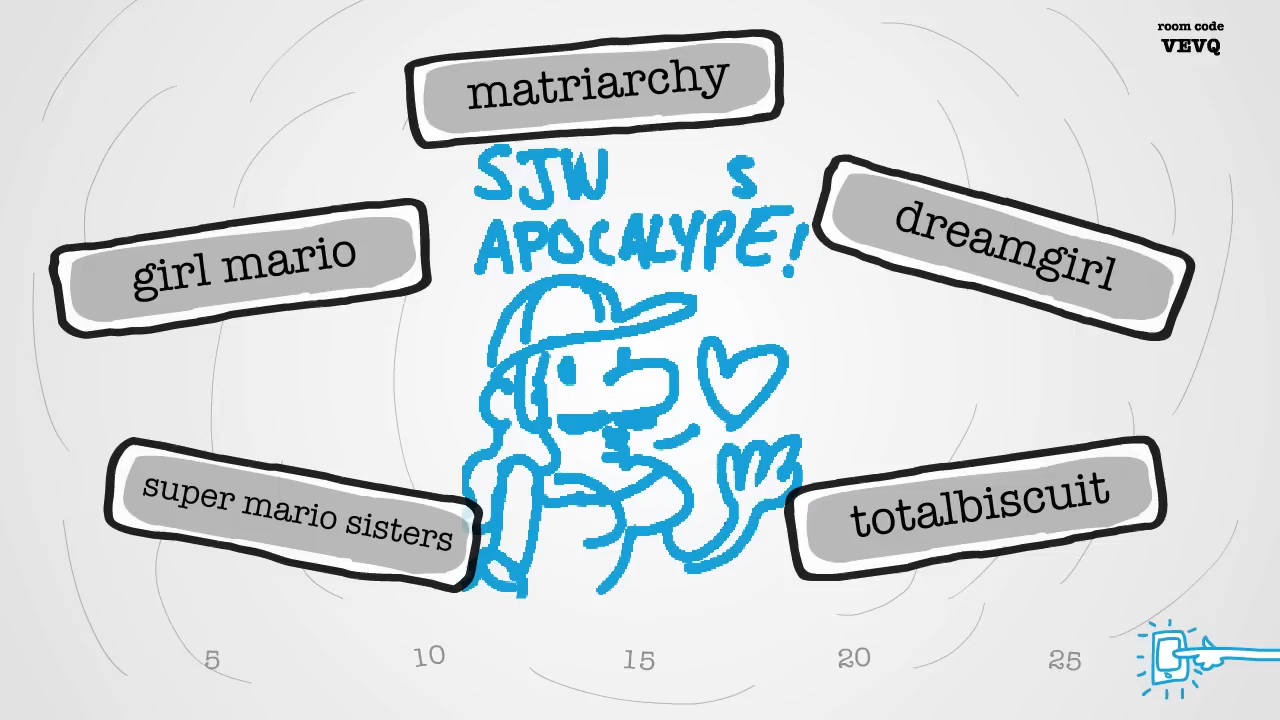 room code
VEVQ
matriarchy
SJW s
APOCALYPE!
dreamgirl
girl mario
super mario sisters
totalbiscuit
5 10 15 20 25